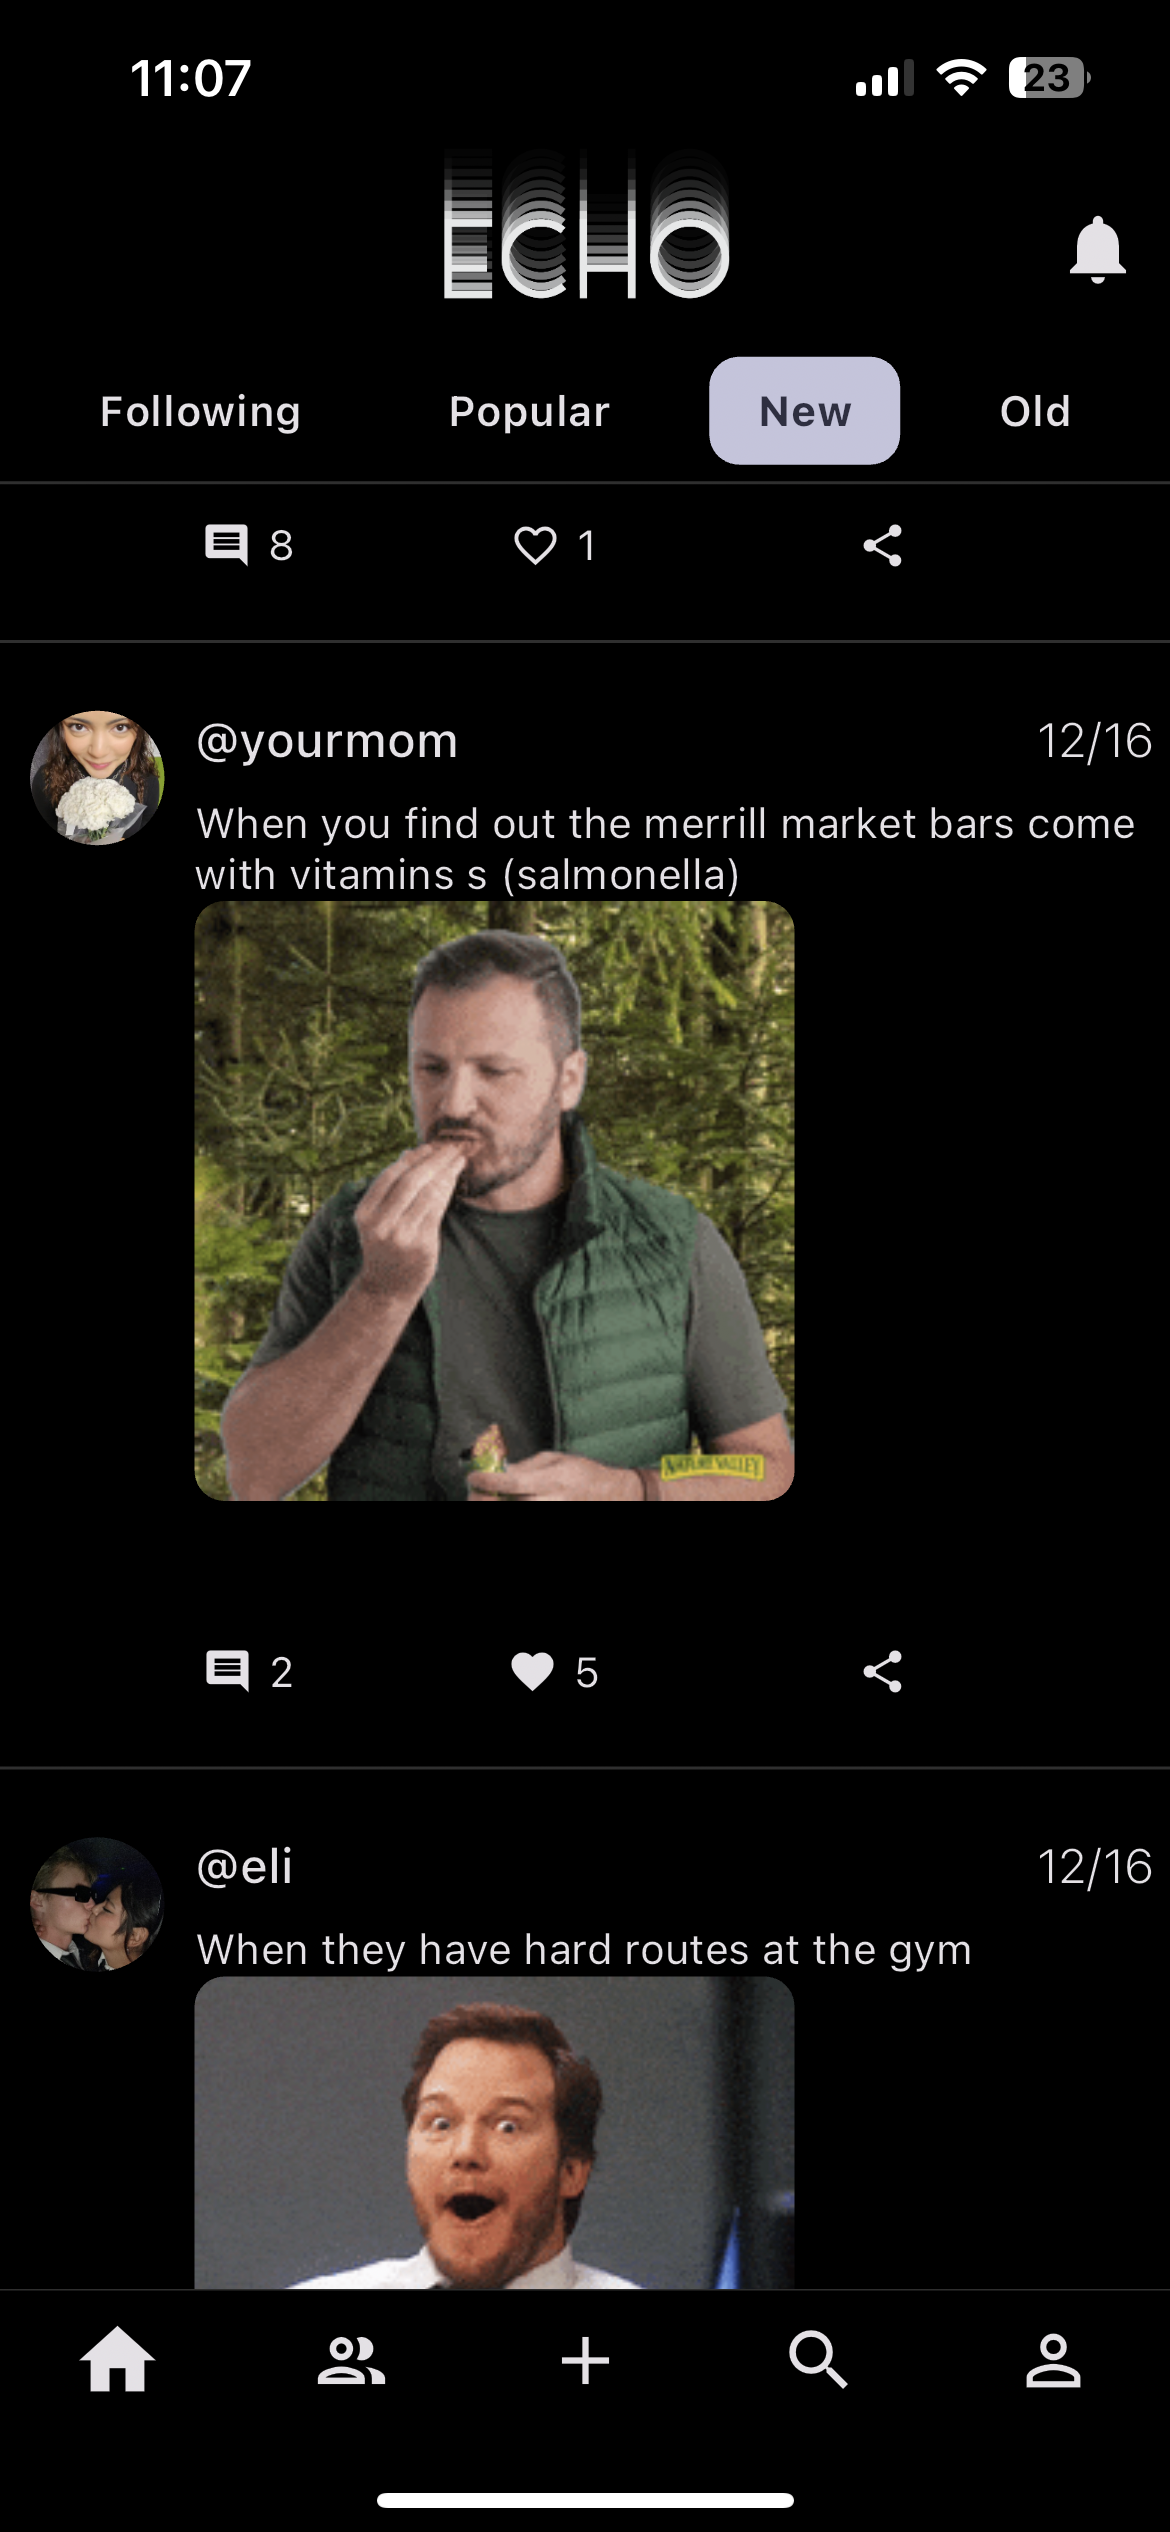 11:07
23
ECHO
Following
Popular
New
Old
8
1
@yourmom
12/16
When you find out the merrill market bars come
with vitamins s (salmonella)
NATURE VALLEY
2
5
@eli
12/16
When they have hard routes at the gym